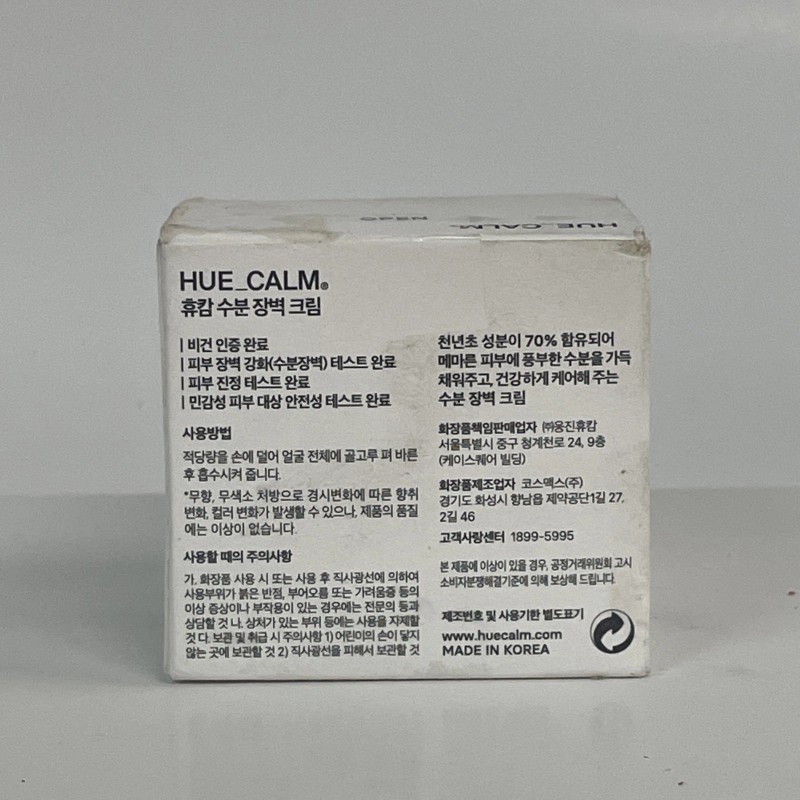 OPEN
HUE_CALM®
HUE_CALM®
휴캄 수분 장벽 크림
| 비건 인증 완료
| 피부 장벽 강화(수분장벽) 테스트 완료
| 피부 진정 테스트 완료
| 민감성 피부 대상 안전성 테스트 완료
사용방법
적당량을 손에 덜어 얼굴 전체에 골고루 펴 바른
후 흡수시켜 줍니다.
*무향, 무색소 처방으로 경시변화에 따른 향취
변화, 컬러 변화가 발생할 수 있으나, 제품의 품질
에는 이상이 없습니다.
사용할 때의 주의사항
가. 화장품 사용 시 또는 사용 후 직사광선에 의하여
사용부위가 붉은 반점, 부어오름 또는 가려움증 등의
이상 증상이나 부작용이 있는 경우에는 전문의 등과
상담할 것 나. 상처가 있는 부위 등에는 사용을 자제할
것 다. 보관 및 취급 시 주의사항 1) 어린이의 손이 닿지
않는 곳에 보관할 것 2) 직사광선을 피해서 보관할 것
천년초 성분이 70% 함유되어
메마른 피부에 풍부한 수분을 가득
채워주고, 건강하게 케어해 주는
수분 장벽 크림
화장품책임판매업자 ㈜웅진휴캄
서울특별시 중구 청계천로 24, 9층
(케이스퀘어 빌딩)
화장품제조업자 코스맥스(주)
경기도 화성시 향남읍 제약공단1길 27,
2길 46
고객사랑센터 1899-5995
본 제품에 이상이 있을 경우, 공정거래위원회 고시
소비자분쟁해결기준에 의해 보상해 드립니다.
제조번호 및 사용기한 별도표기
www.huecalm.com
MADE IN KOREA